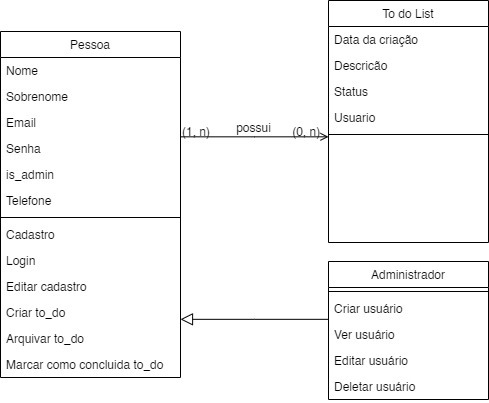 Pessoa
Nome
Sobrenome
Email
Senha
is_admin
Telefone
Cadastro
Login
Editar cadastro
Criar to_do
Arquivar to_do
Marcar como concluida to_do
(1, n) possui (0, n)
To do List
Data da criação
Descricão
Status
Usuario
Administrador
Criar usuário
Ver usuário
Editar usuário
Deletar usuário